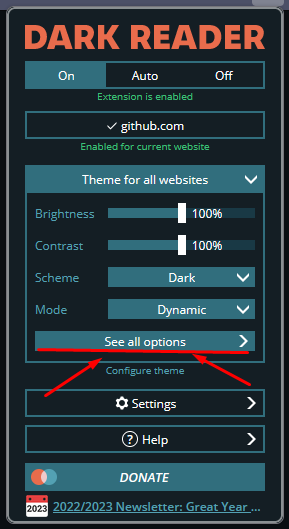 DARK READER
On Auto Off
Extension is enabled
github.com
Enabled for current website
Theme for all websites
Brightness 100%
Contrast 100%
Scheme Dark
Mode Dynamic
See all options
Configure theme
Settings
? Help
DONATE
2023 2022/2023 Newsletter: Great Year ...